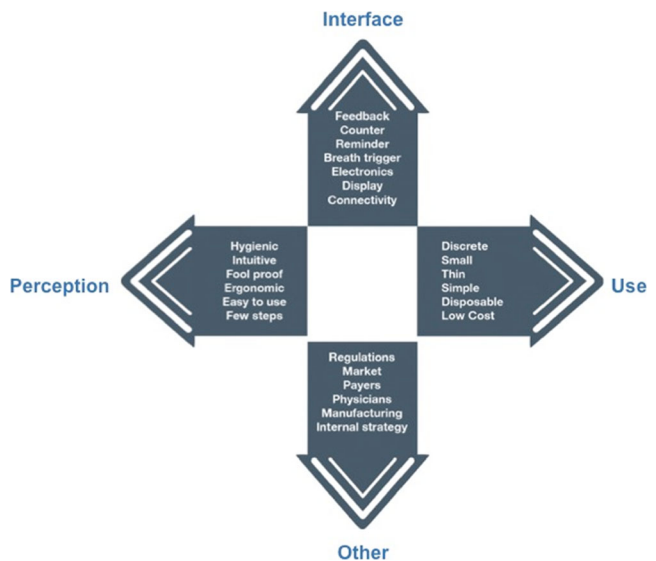 Interface
Feedback
Counter
Reminder
Breath trigger
Electronics
Display
Connectivity
Perception
Hygienic
Intuitive
Fool proof
Ergonomic
Easy to use
Few steps
Discrete
Small
Thin
Simple
Disposable
Low Cost
Use
Regulations
Market
Payers
Physicians
Manufacturing
Internal strategy
Other